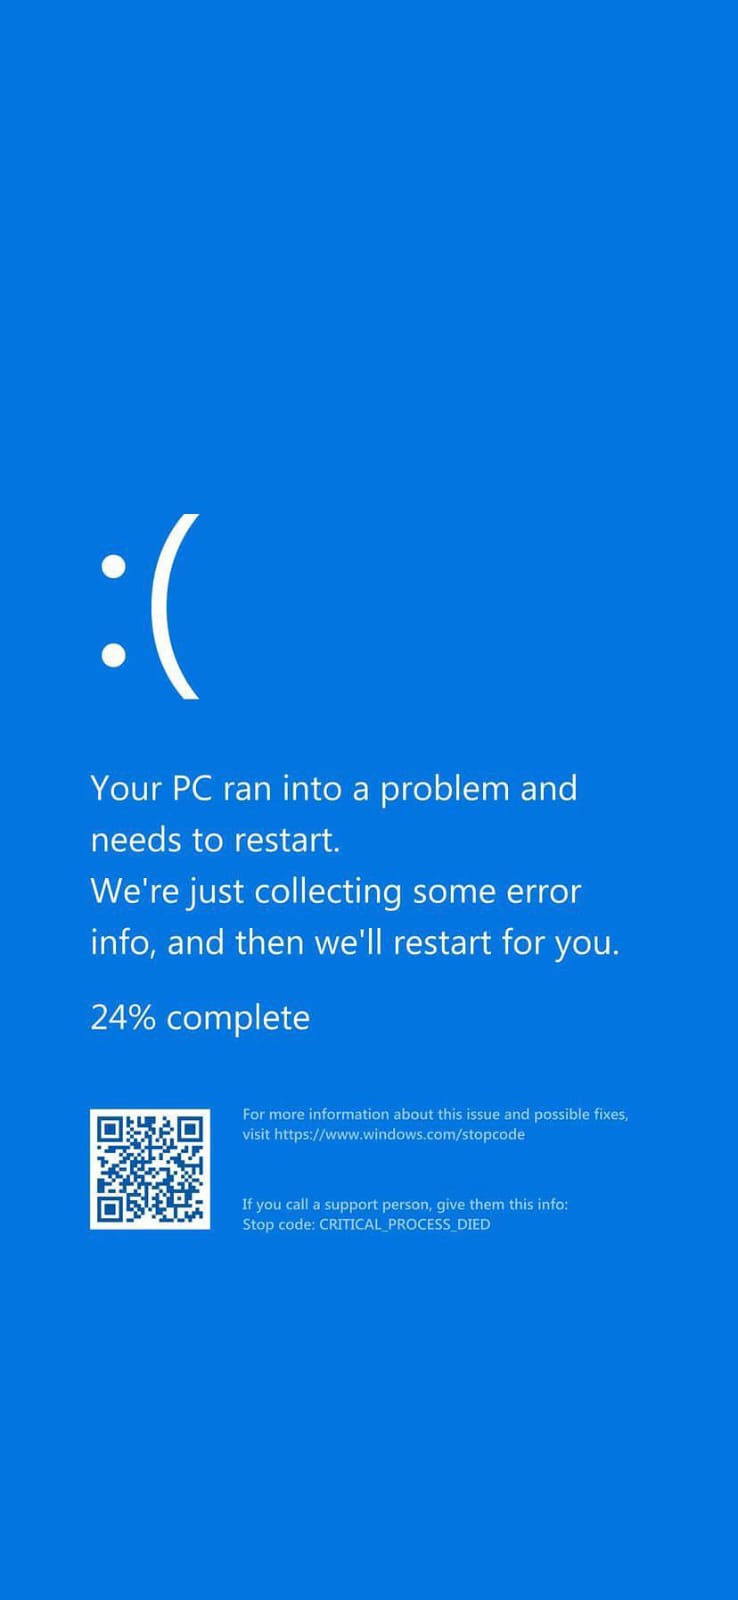 :(
Your PC ran into a problem and
needs to restart.
We're just collecting some error
info, and then we'll restart for you.
24% complete
For more information about this issue and possible fixes,
visit https://www.windows.com/stopcode
If you call a support person, give them this info:
Stop code: CRITICAL_PROCESS_DIED